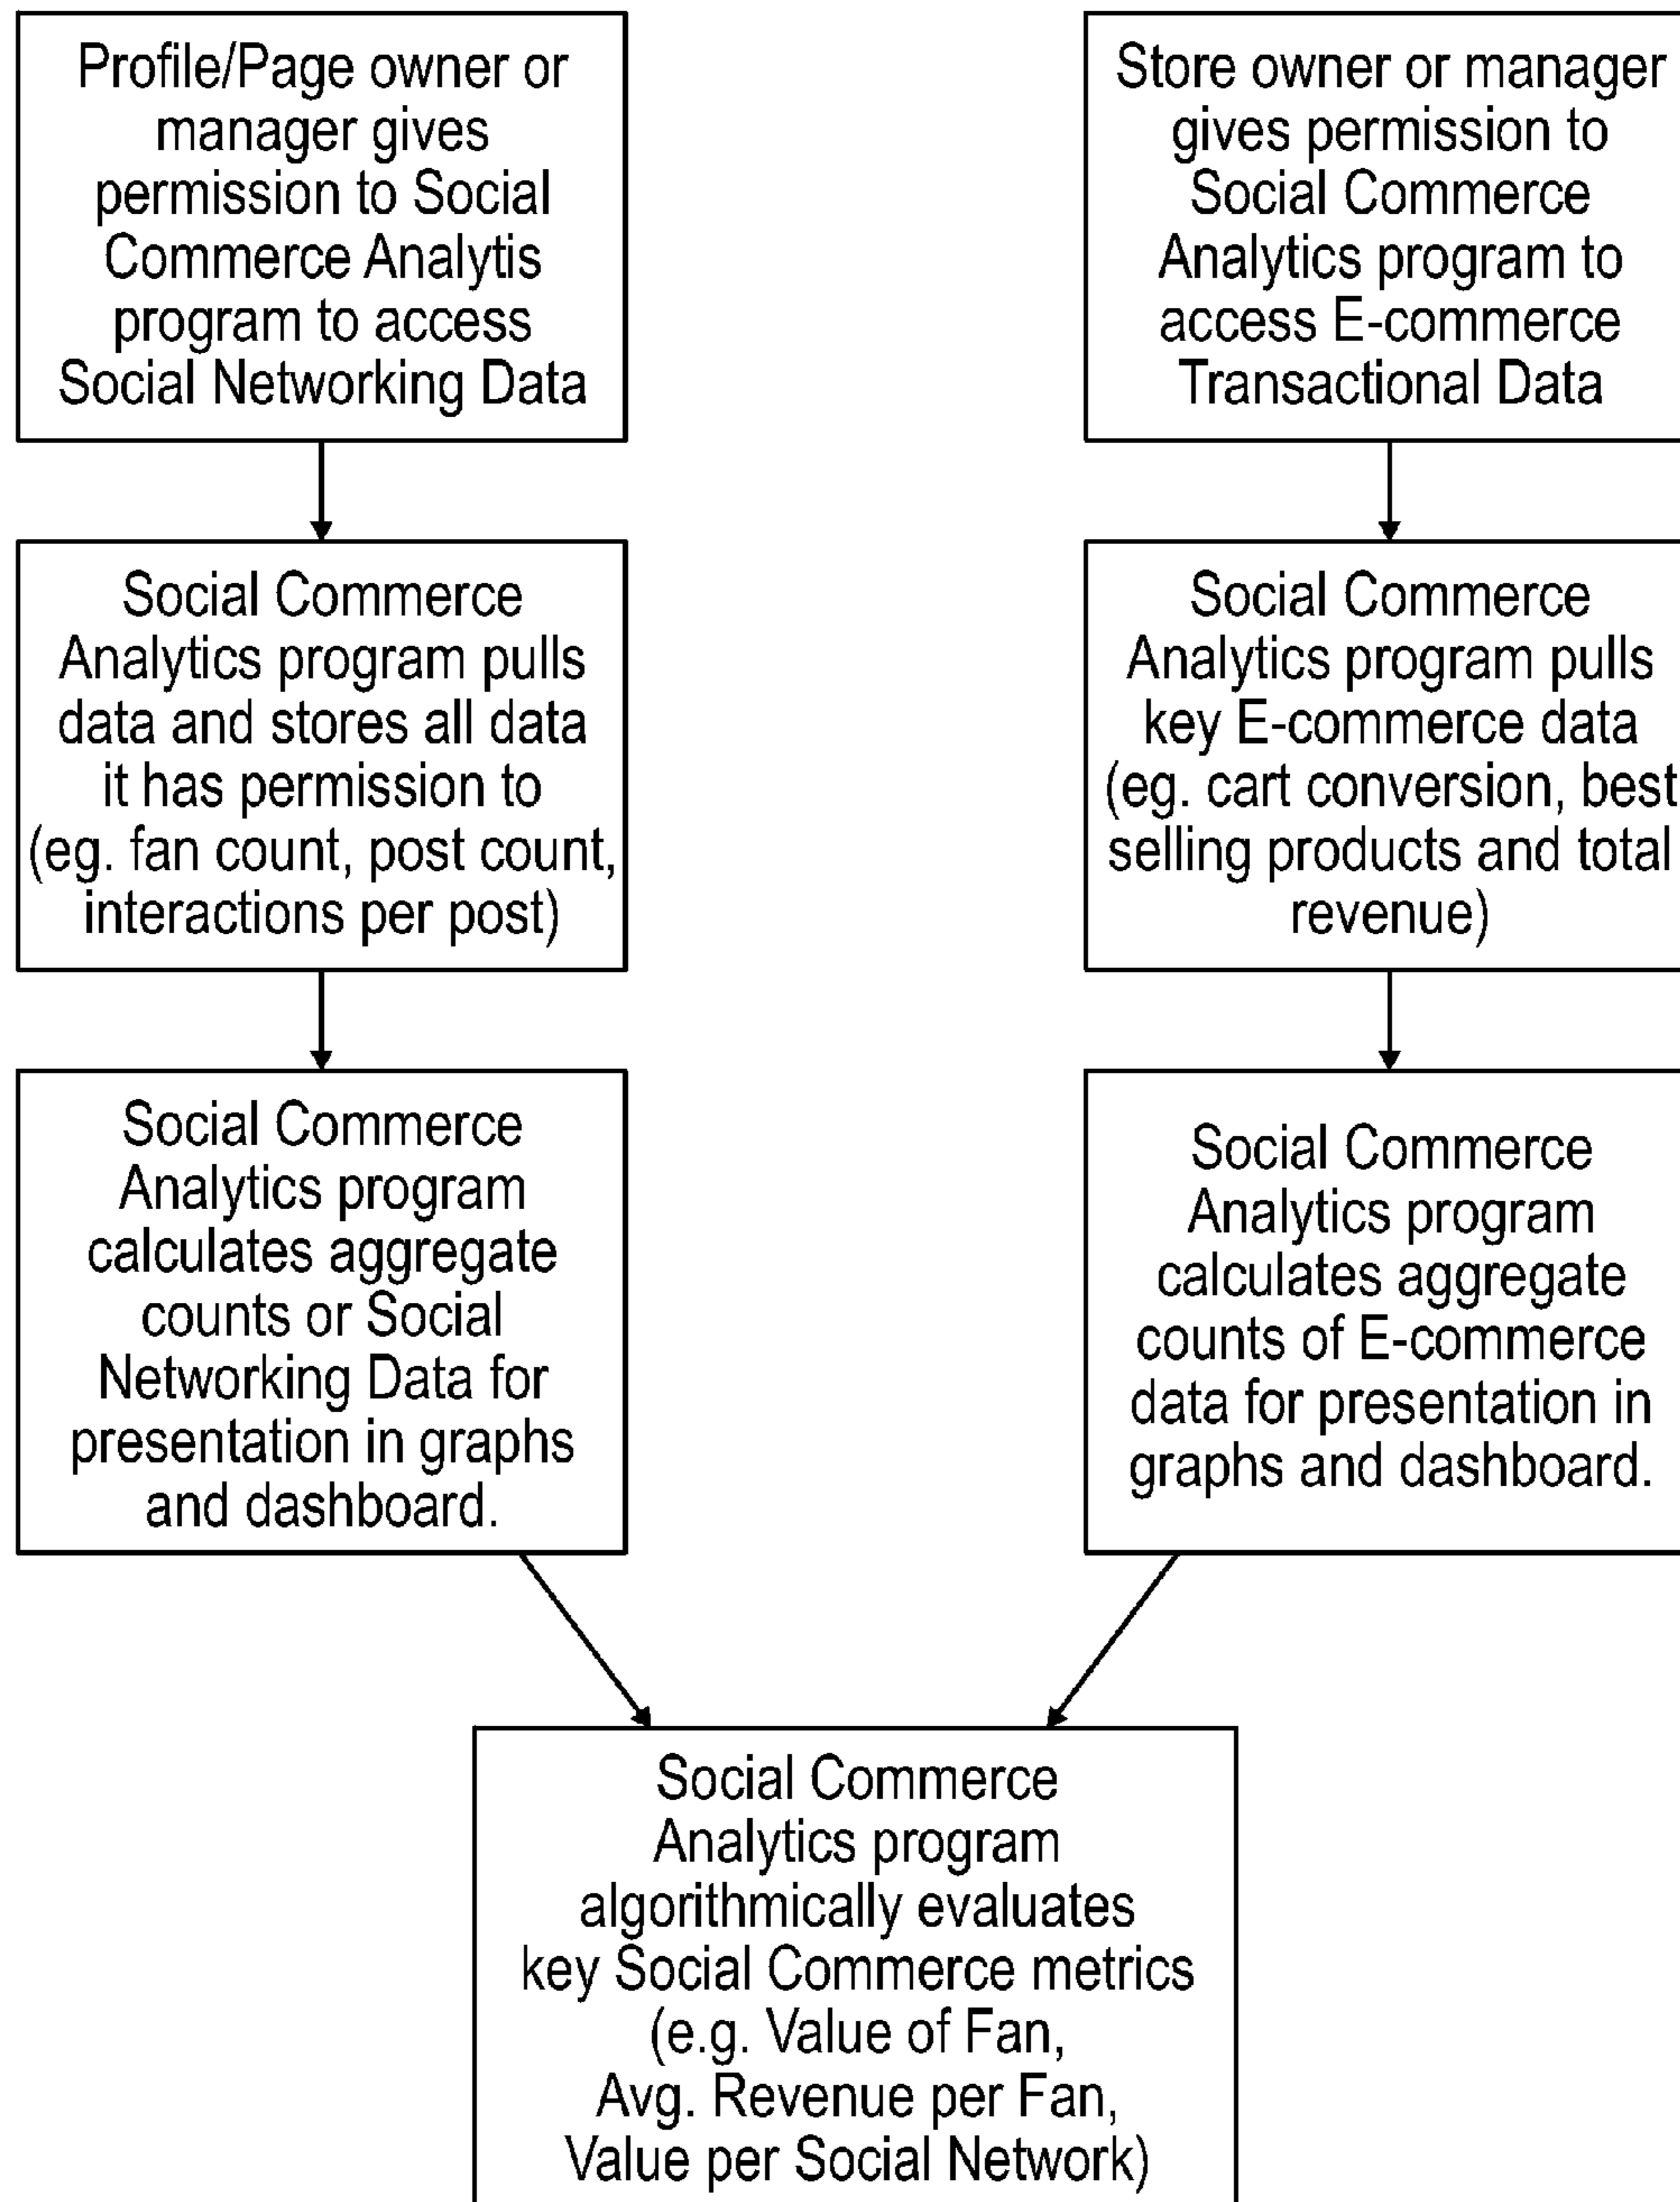 Profile/Page owner or
manager gives
permission to Social
Commerce Analytis
program to access
Social Networking Data
Social Commerce
Analytics program pulls
data and stores all data
it has permission to
(eg. fan count, post count,
interactions per post)
Social Commerce
Analytics program
calculates aggregate
counts or Social
Networking Data for
presentation in graphs
and dashboard.
Store owner or manager
gives permission to
Social Commerce
Analytics program to
access E-commerce
Transactional Data
Social Commerce
Analytics program pulls
key E-commerce data
(eg. cart conversion, best
selling products and total
revenue)
Social Commerce
Analytics program
calculates aggregate
counts of E-commerce
data for presentation in
graphs and dashboard.
Social Commerce
Analytics program
algorithmically evaluates
key Social Commerce metrics
(e.g. Value of Fan,
Avg. Revenue per Fan,
Value per Social Network)